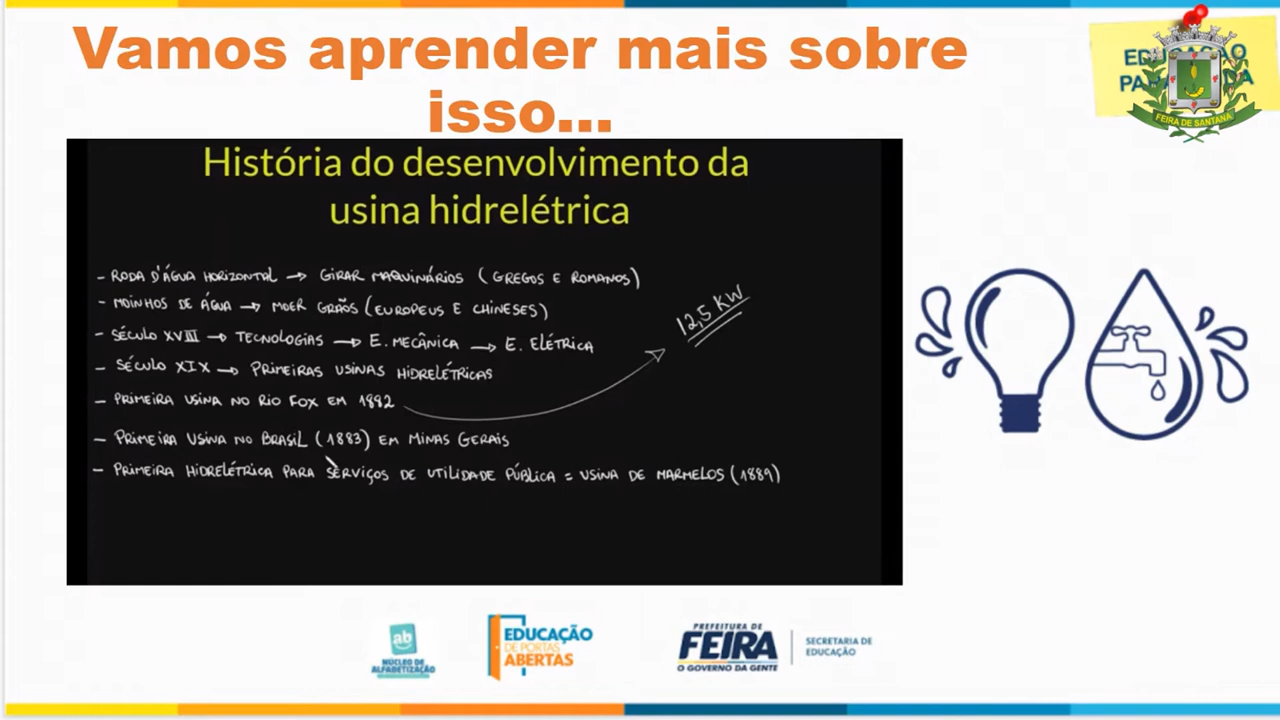 Vamos aprender mais sobre
isso...
FEIRA DE SANTANA
História do desenvolvimento da
usina hidrelétrica
- RODA D'ÁGUA HORIZONTAL → GIRAR MAQUINÁRIOS (GREGOS E ROMANOS)
- MOINHOS DE ÁGUA → MOER GRÃOS (EUROPEUS E CHINESES)
- SÉCULO XVIII → TECNOLOGIAS → E. MECÂNICA → E. ELÉTRICA
- SÉCULO XIX → PRIMEIRAS USINAS HIDRELÉTRICAS
- PRIMEIRA USINA NO RIO FOX EM 1882
12,5 KW
- PRIMEIRA USINA NO BRASIL (1883) EM MINAS GERAIS
- PRIMEIRA HIDRELÉTRICA PARA SERVIÇOS DE UTILIDADE PÚBLICA = USINA DE MARMELOS (1889)
ab
NÚCLEO DE
ALFABETIZAÇÃO
EDUCAÇÃO
DE PORTAS
ABERTAS
PREFEITURA DE
FEIRA
O GOVERNO DA GENTE
SECRETARIA DE
EDUCAÇÃO